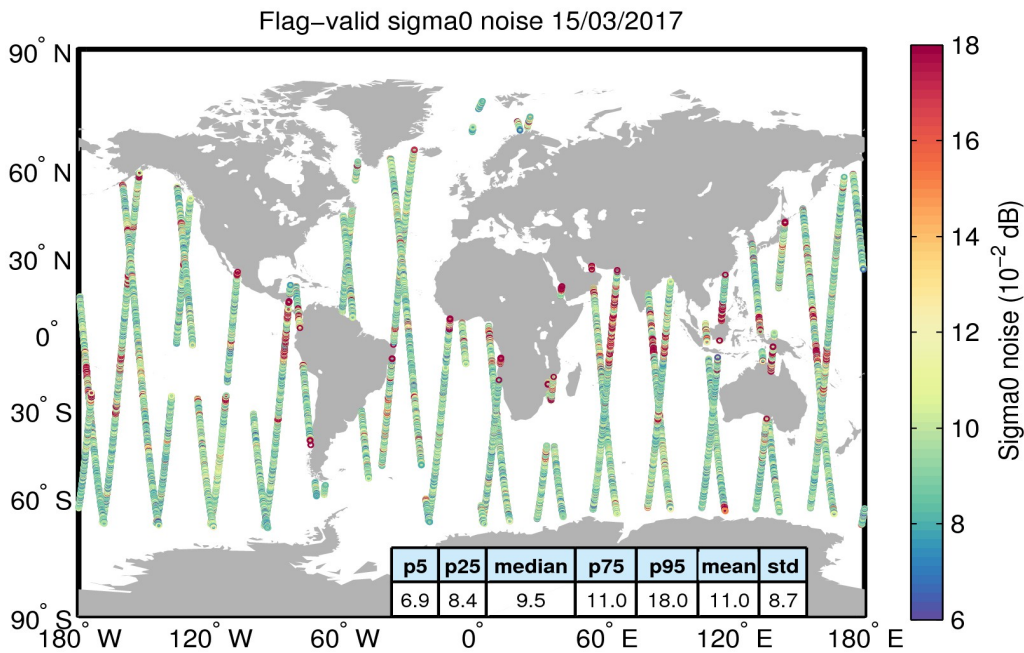 Flag−valid sigma0 noise 15/03/2017
90° N
60° N
30° N
0°
30° S
60° S
90° S
180° W
120° W
60° W
0°
60° E
120° E
180° E
p5 p25 median p75 p95 mean std
6.9 8.4 9.5 11.0 18.0 11.0 8.7
18
16
14
12
10
8
6
Sigma0 noise (10⁻² dB)